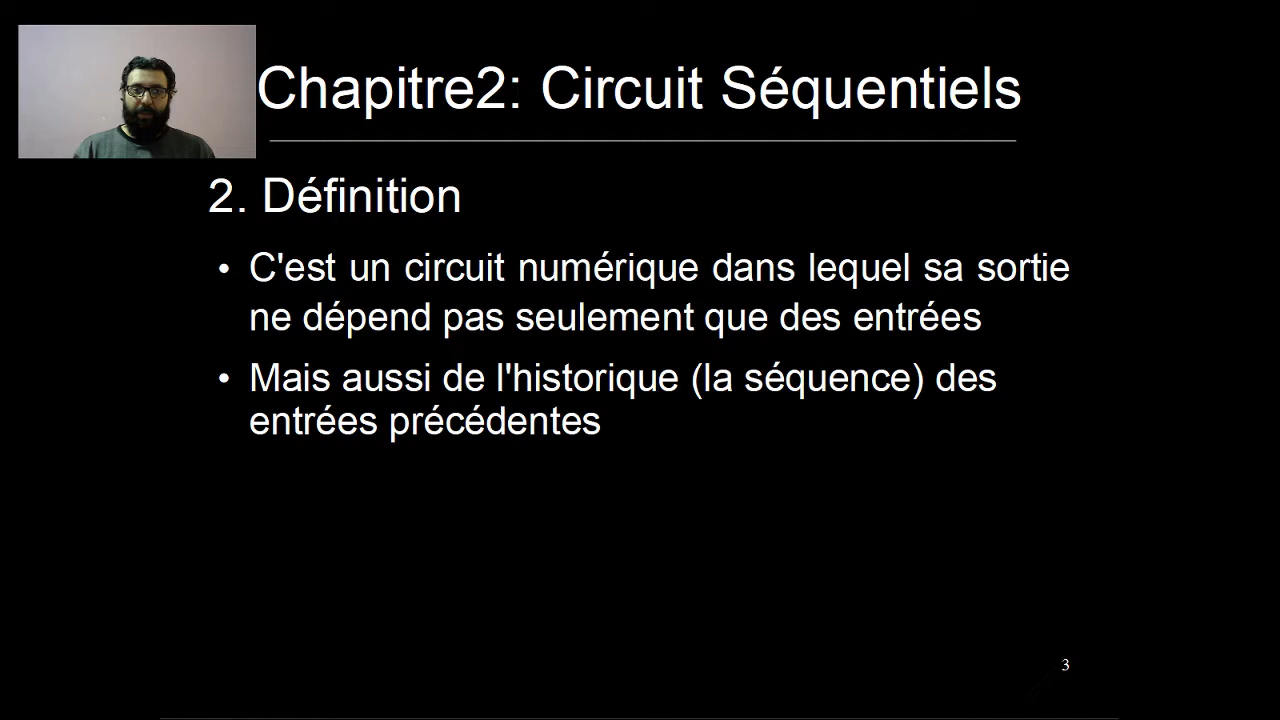 Chapitre2: Circuit Séquentiels
2. Définition
• C'est un circuit numérique dans lequel sa sortie
ne dépend pas seulement que des entrées
• Mais aussi de l'historique (la séquence) des
entrées précédentes
3